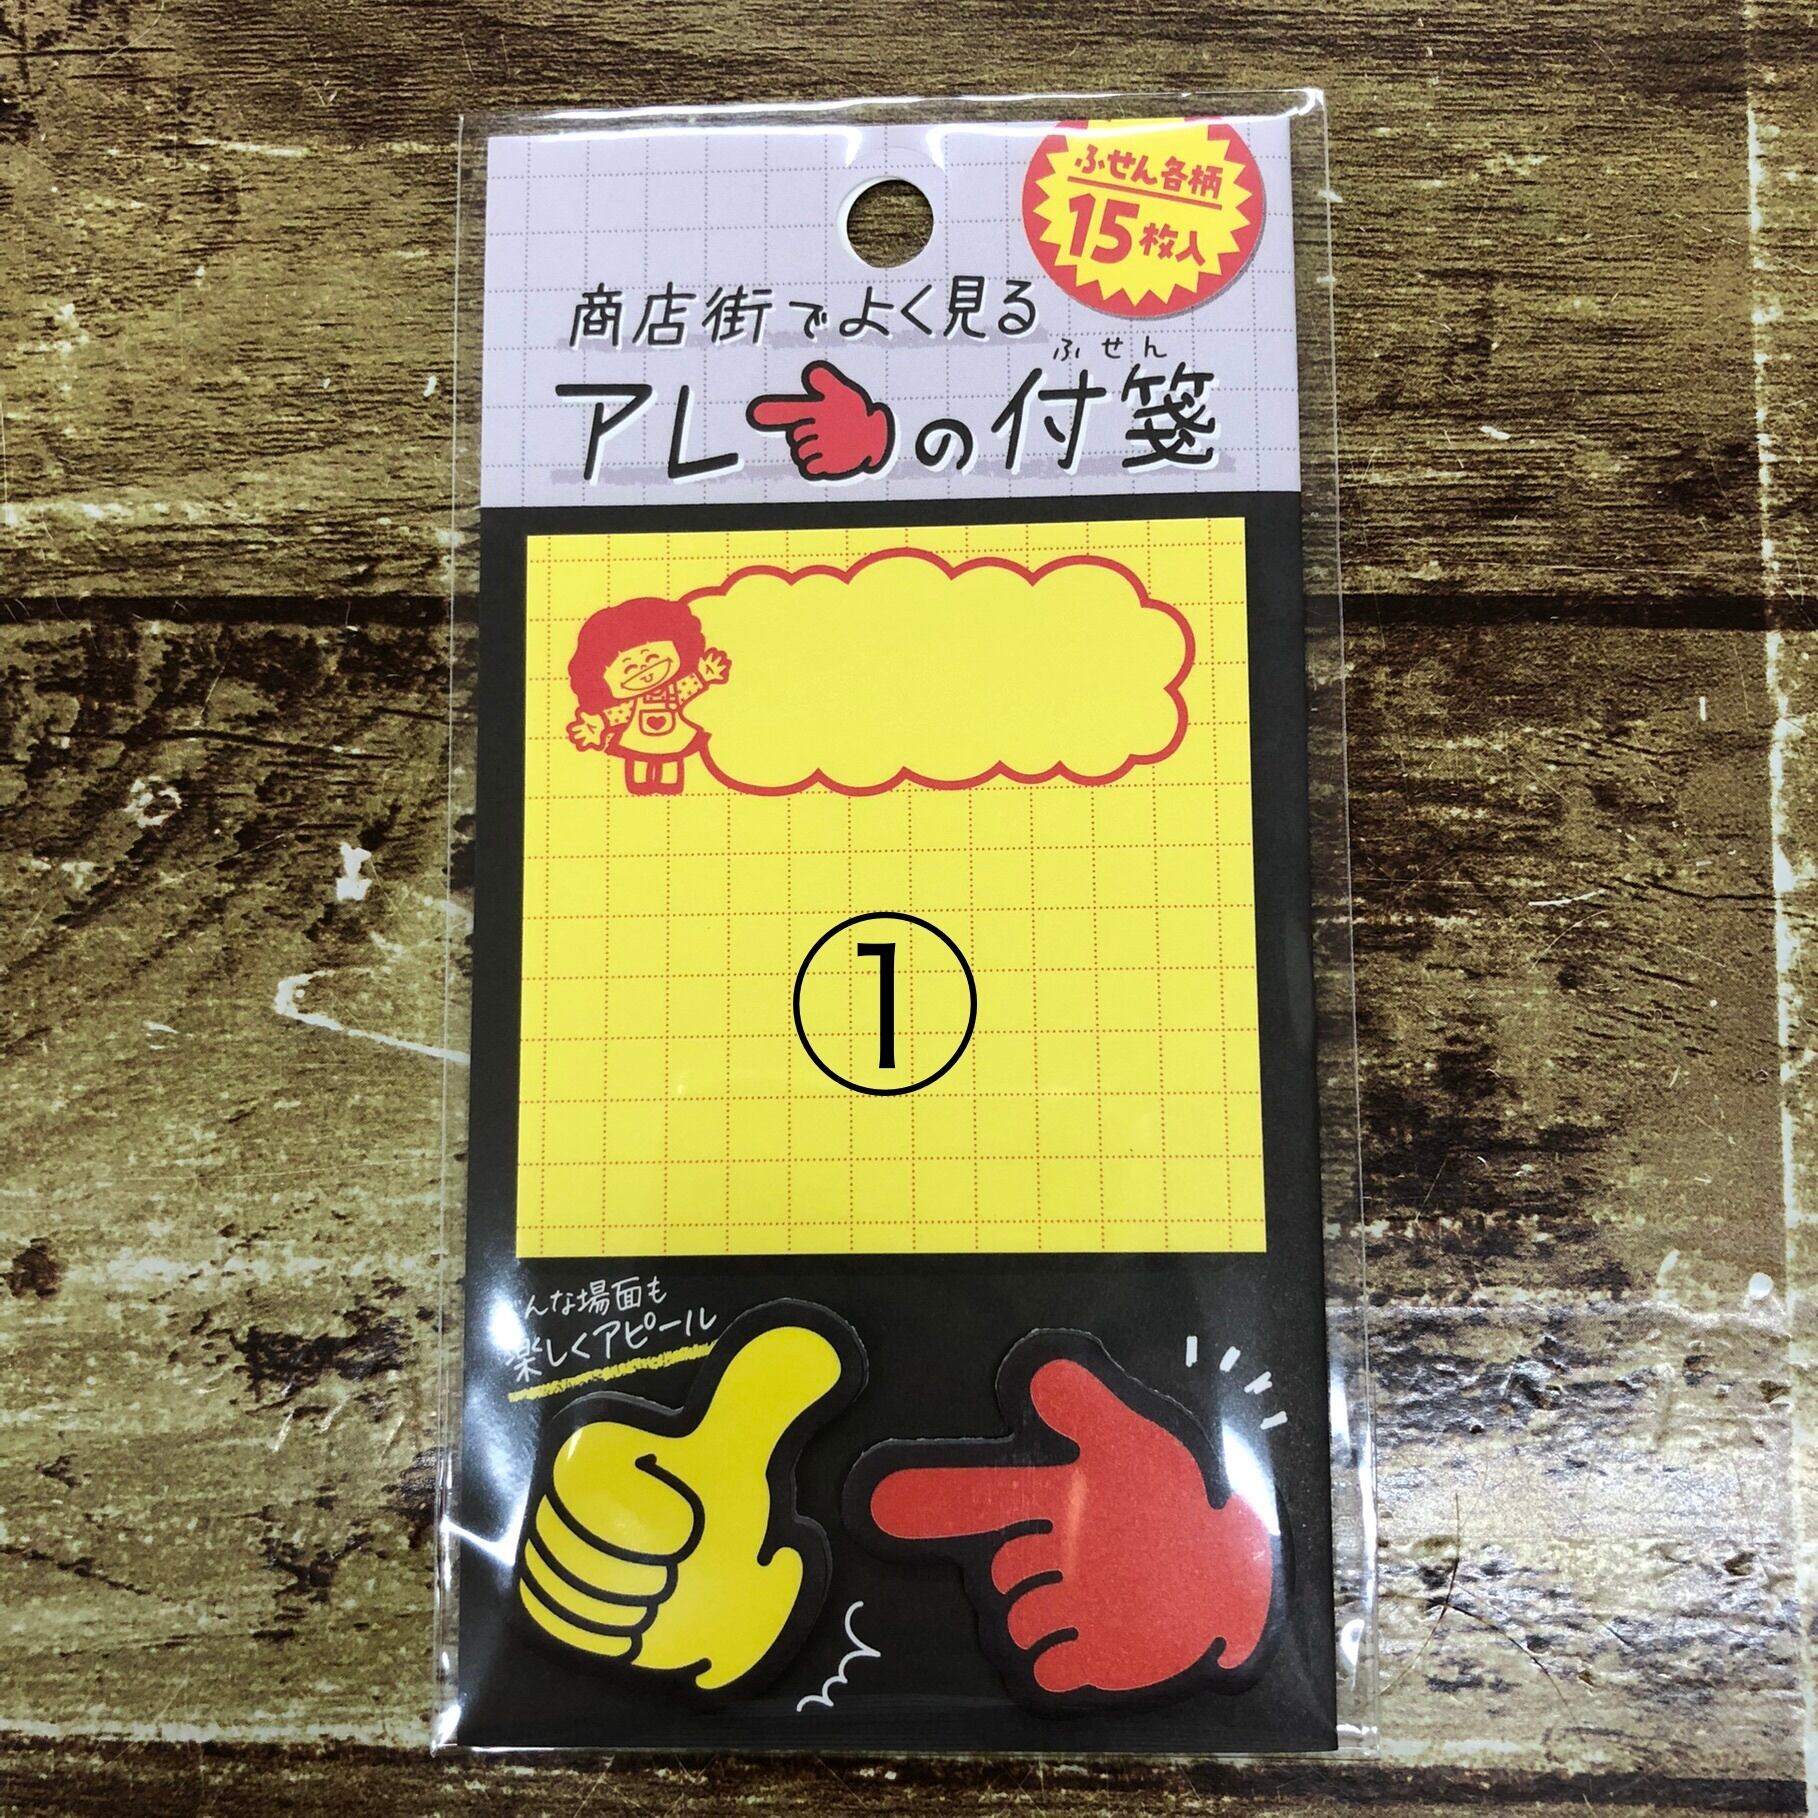 ふせん各柄
15枚入
商店街でよく見る
ふせん
アレの付箋
①
んな場面も
楽しくアピール